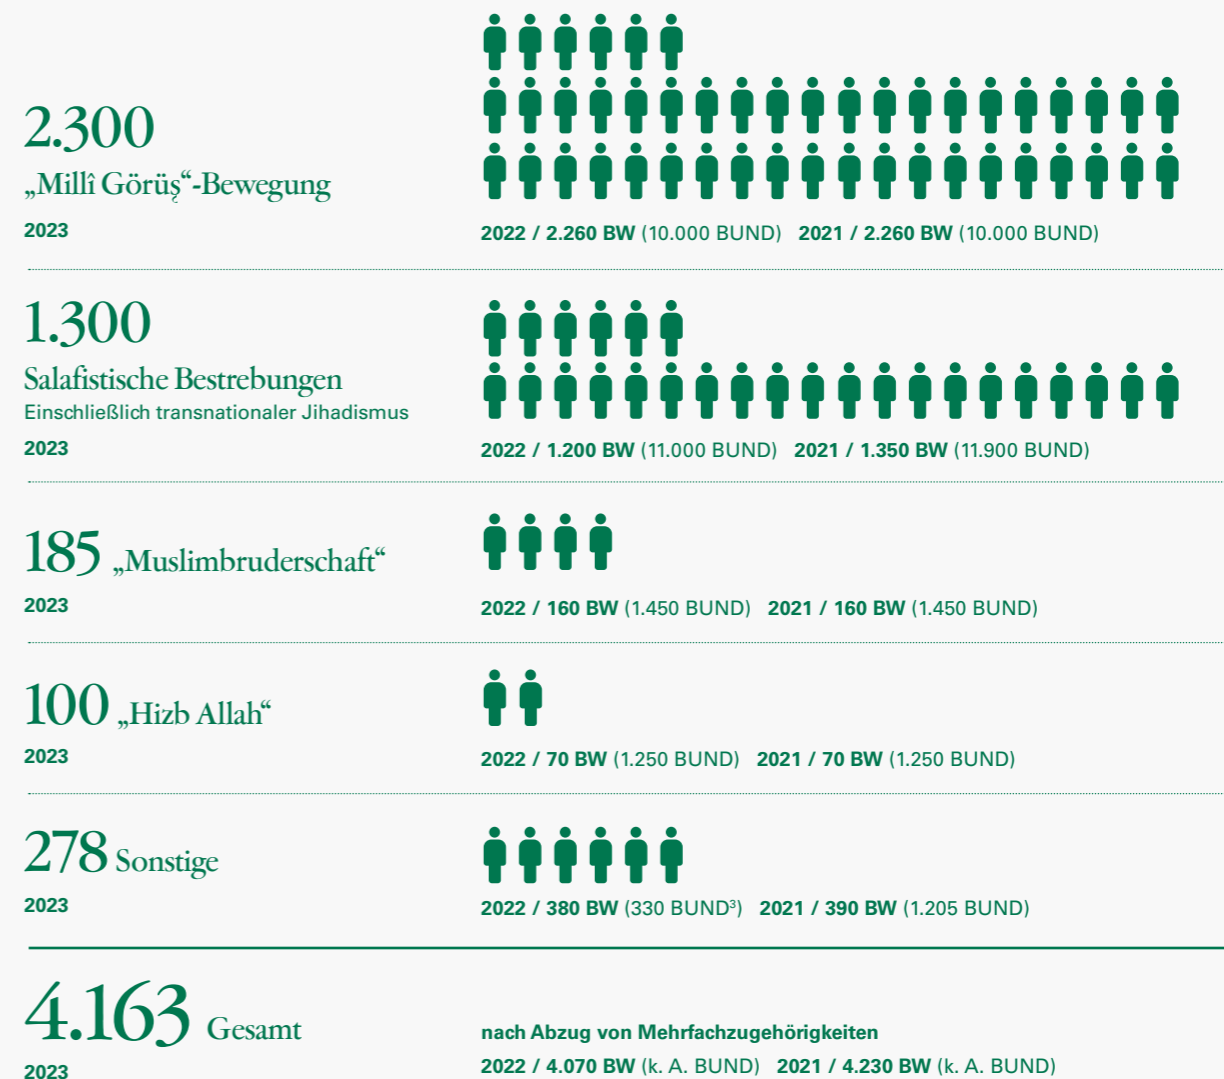 2.300
„Millî Görüş“-Bewegung
2023
2022 / 2.260 BW (10.000 BUND) 2021 / 2.260 BW (10.000 BUND)
1.300
Salafistische Bestrebungen
Einschließlich transnationaler Jihadismus
2023
2022 / 1.200 BW (11.000 BUND) 2021 / 1.350 BW (11.900 BUND)
185 „Muslimbruderschaft“
2023
2022 / 160 BW (1.450 BUND) 2021 / 160 BW (1.450 BUND)
100 „Hizb Allah“
2023
2022 / 70 BW (1.250 BUND) 2021 / 70 BW (1.250 BUND)
278 Sonstige
2023
2022 / 380 BW (330 BUND³) 2021 / 390 BW (1.205 BUND)
4.163 Gesamt
2023
nach Abzug von Mehrfachzugehörigkeiten
2022 / 4.070 BW (k. A. BUND) 2021 / 4.230 BW (k. A. BUND)